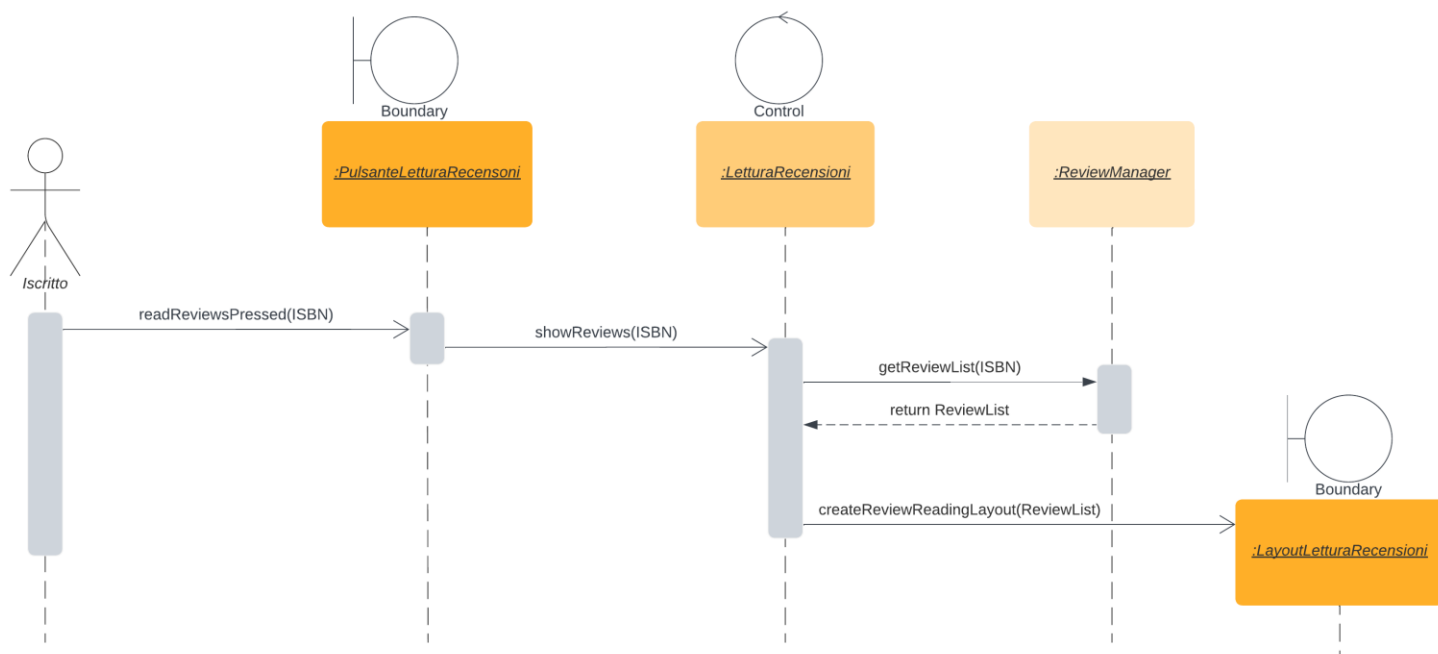 Boundary
Control
:PulsanteLetturaRecensoni
:LetturaRecensioni
:ReviewManager
Iscritto
readReviewsPressed(ISBN)
showReviews(ISBN)
getReviewList(ISBN)
return ReviewList
Boundary
createReviewReadingLayout(ReviewList)
:LayoutLetturaRecensioni